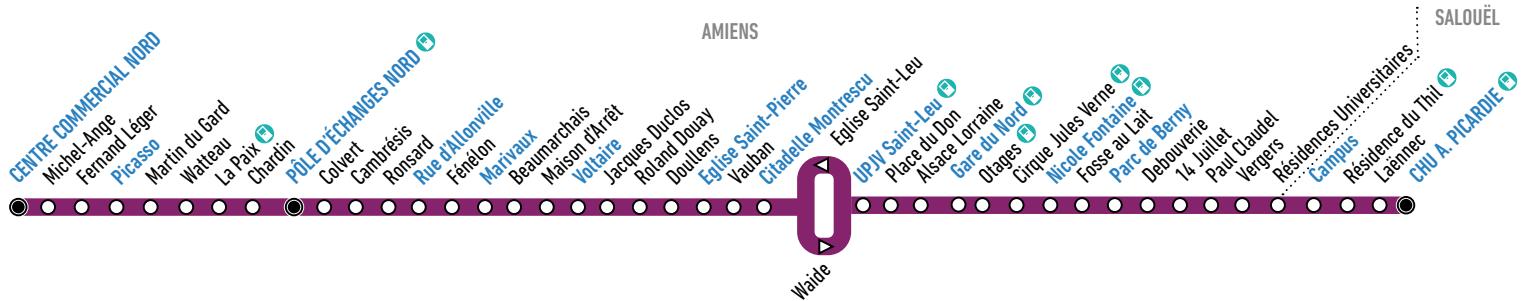 AMIENS
SALOUËL
CENTRE COMMERCIAL NORD
Michel-Ange
Fernand Léger
Picasso
Martin du Gard
Watteau
La Paix
Chardin
PÔLE D'ÉCHANGES NORD
Colvert
Cambrésis
Ronsard
Rue d'Allonville
Fénélon
Marivaux
Beaumarchais
Maison d'Arrêt
Voltaire
Jacques Duclos
Roland Douay
Doullens
Eglise Saint-Pierre
Vauban
Citadelle Montrescu
Eglise Saint-Leu
Waide
UPJV Saint-Leu
Place du Don
Alsace Lorraine
Gare du Nord
Otages
Cirque Jules Verne
Nicole Fontaine
Fosse au Lait
Parc de Berny
Debouverie
14 Juillet
Paul Claudel
Vergers
Résidences Universitaires
Campus
Résidence du Thil
Laënnec
CHU A. PICARDIE